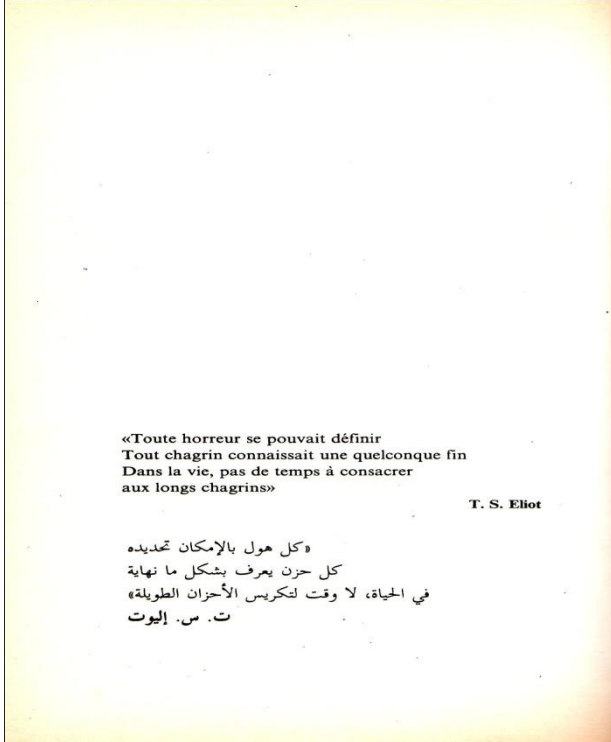 «Toute horreur se pouvait définir
Tout chagrin connaissait une quelconque fin
Dans la vie, pas de temps à consacrer
aux longs chagrins»
T. S. Eliot
«كل هول بالإمكان تحديده
كل حزن يعرف بشكل ما نهاية
في الحياة، لا وقت لتكريس الأحزان الطويلة»
ت. س. إليوت